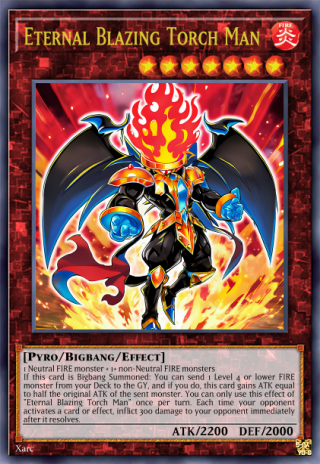 ETERNAL BLAZING TORCH MAN
FIRE
炎
[PYRO/BIGBANG/EFFECT]
1 Neutral FIRE monster + 1+ non-Neutral FIRE monsters
If this card is Bigbang Summoned: You can send 1 Level 4 or lower FIRE
monster from your Deck to the GY, and if you do, this card gains ATK equal
to half the original ATK of the sent monster. You can only use this effect of
"Eternal Blazing Torch Man" once per turn. Each time your opponent
activates a card or effect, inflict 300 damage to your opponent immediately
after it resolves.
ATK/2200 DEF/2000
Xarc